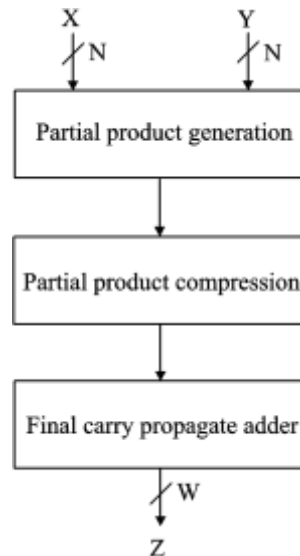 X Y
N N
Partial product generation
Partial product compression
Final carry propagate adder
W
Z